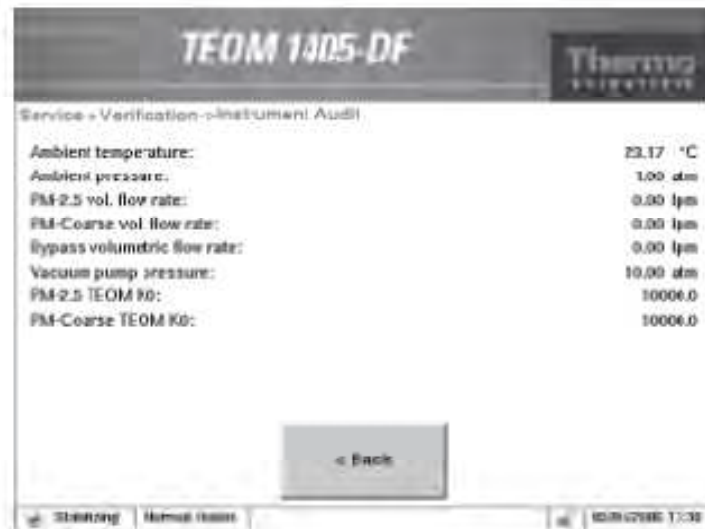 TEOM 1405-DF
Thermo
SCIENTIFIC
Service->Verification->Instrument Audit
Ambient temperature: 23.17 °C
Ambient pressure: 1.00 atm
PM-2.5 vol. flow rate: 0.00 lpm
PM-Coarse vol. flow rate: 0.00 lpm
Bypass volumetric flow rate: 0.00 lpm
Vacuum pump pressure: 10.00 atm
PM-2.5 TEOM K0: 10000.0
PM-Coarse TEOM K0: 10000.0
< Back
Stabilizing Normal 11:30